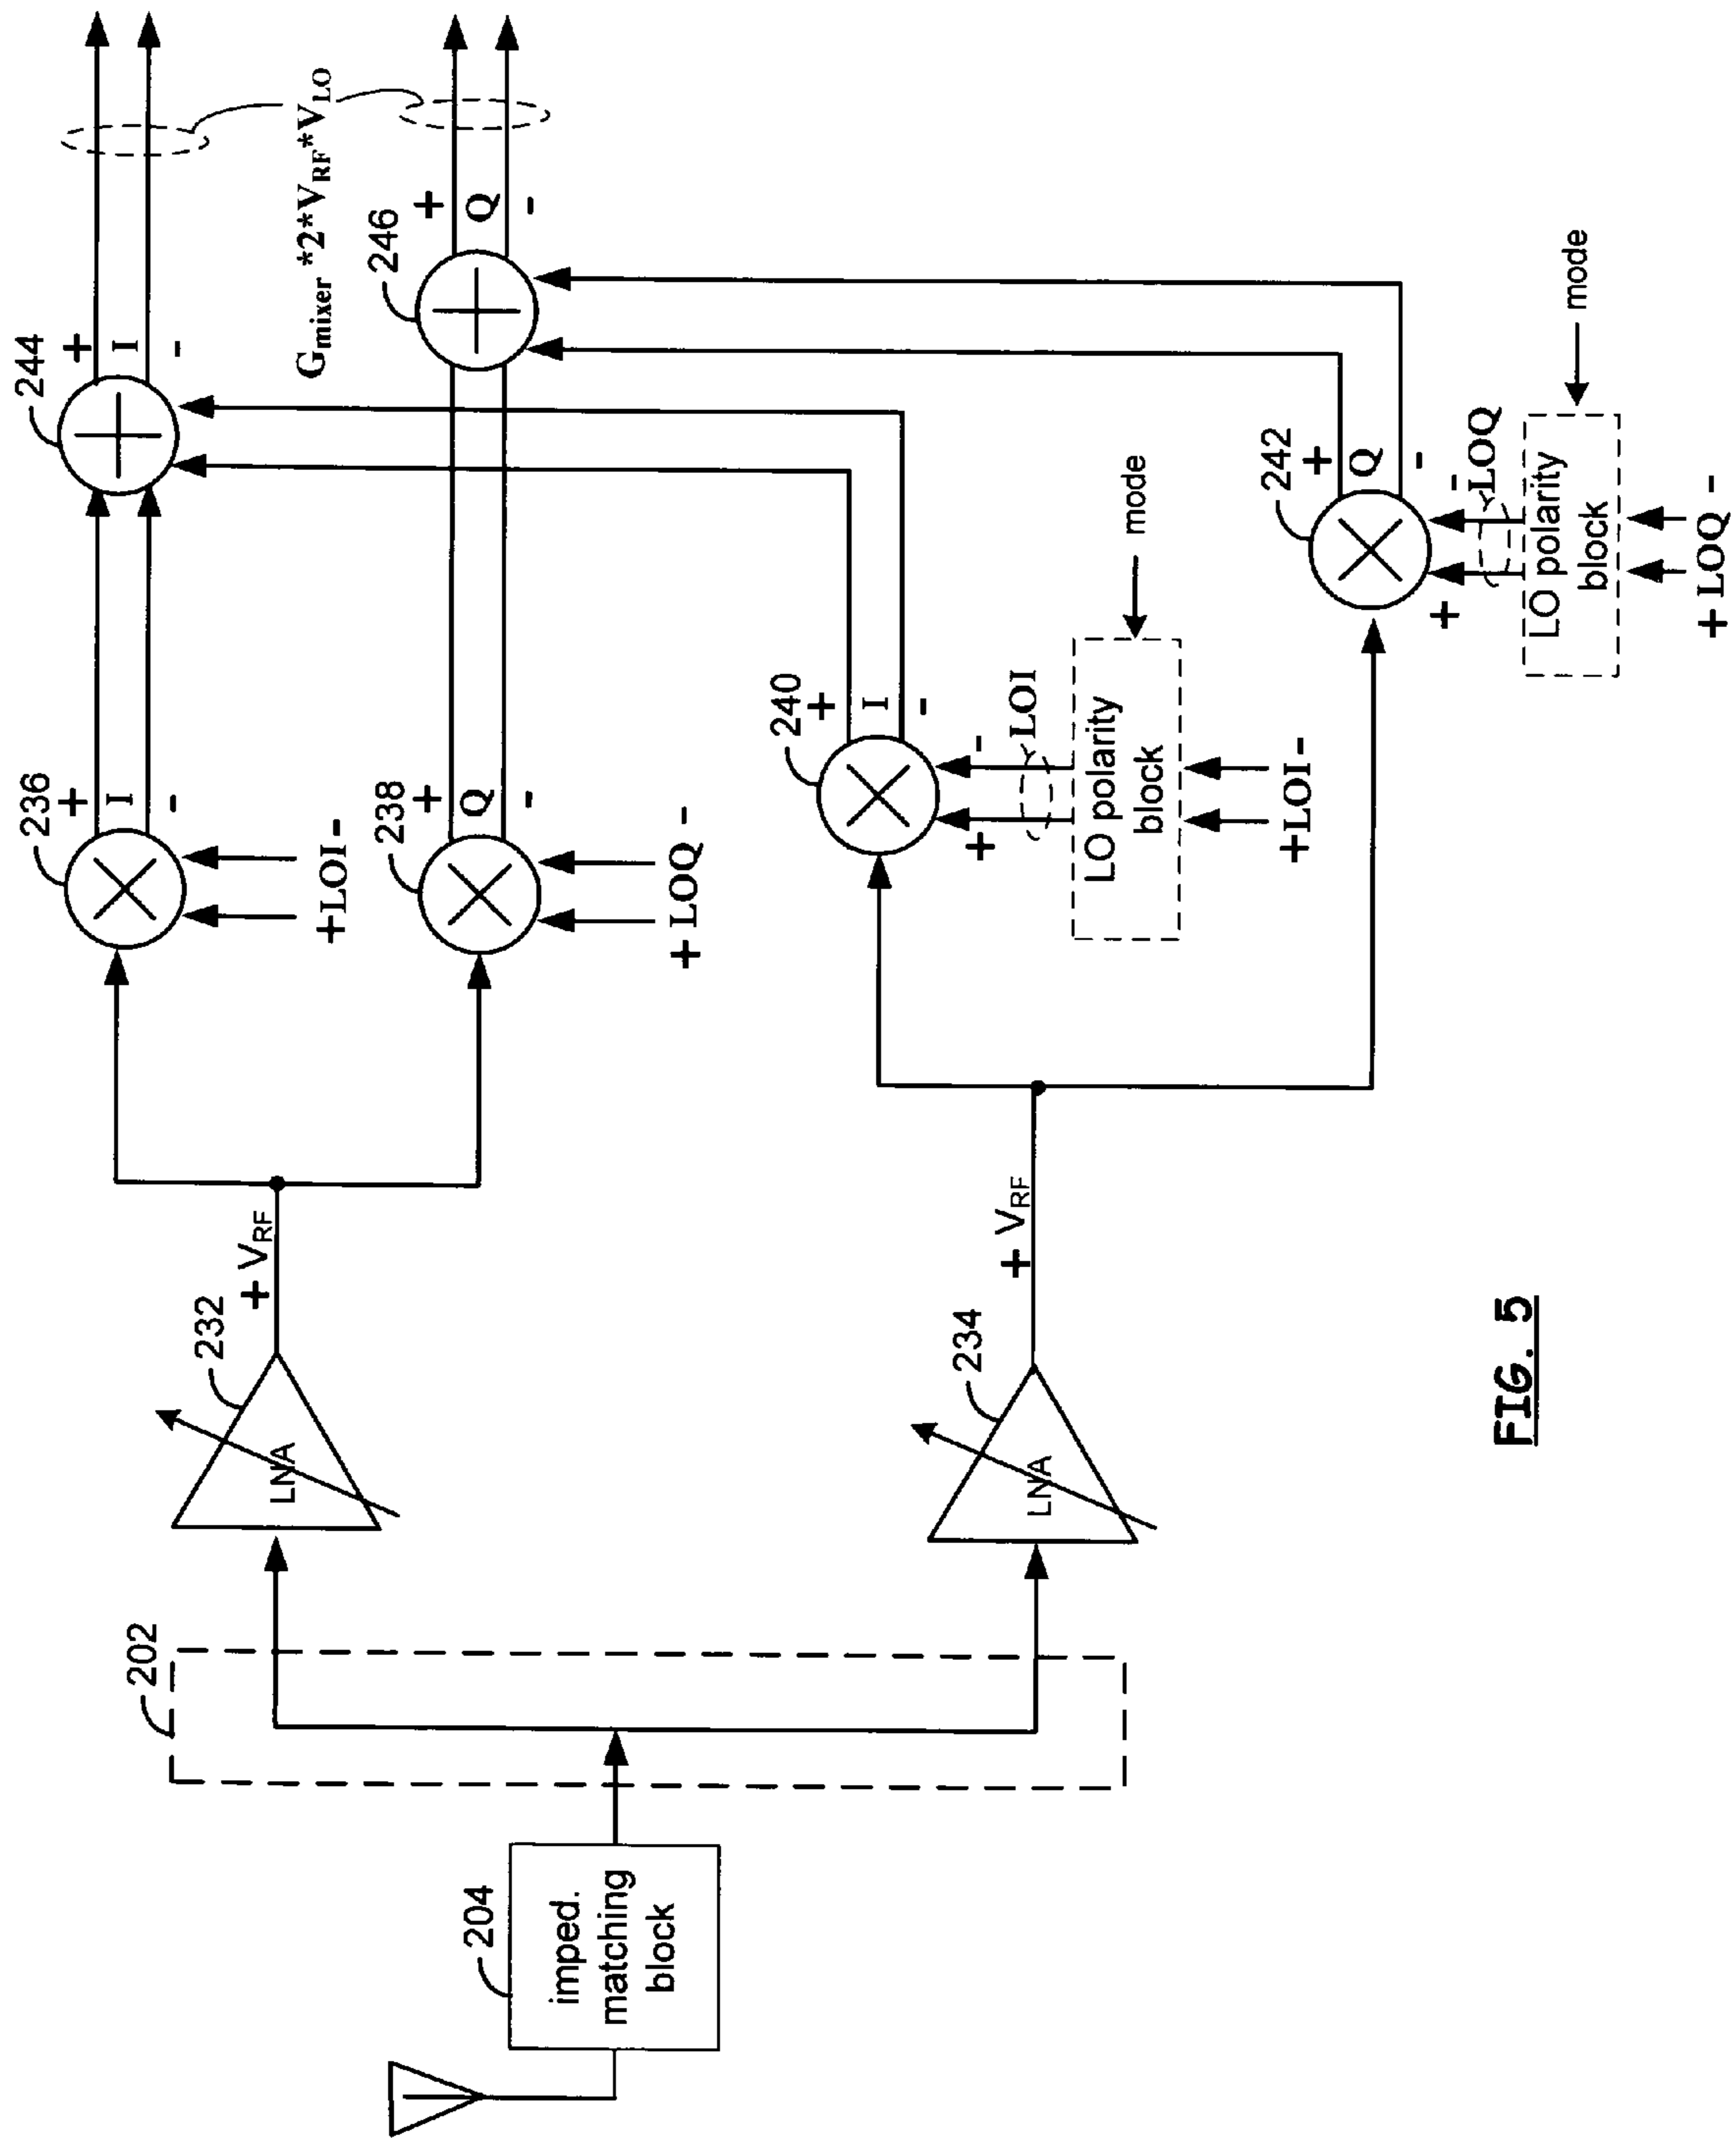 202
204
imped.
matching
block
232
LNA
+ VRF
234
LNA
+ VRF
236
+
I
-
+LOI-
238
+
Q
-
+ LOQ -
240
+
I
-
+ -
LOI
LO polarity
block
mode
+LOI-
242
+
Q
-
+ -
LOQ
LO polarity
block
mode
+ LOQ -
244
+
I
-
246
+
Q
-
Gmixer *2*VRF*VLO
FIG. 5